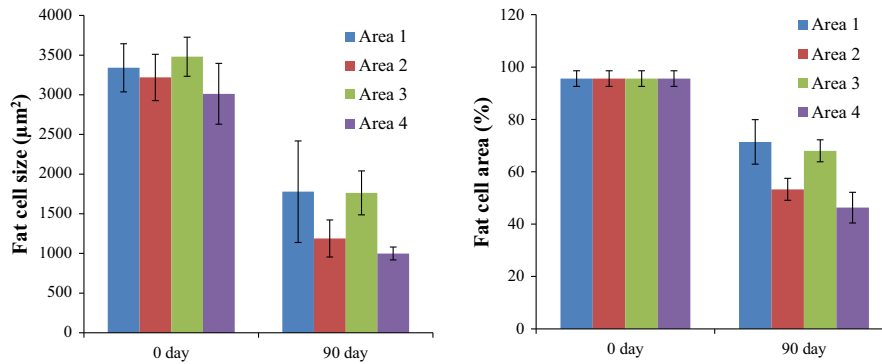 Fat cell size (µm²)
4000
3500
3000
2500
2000
1500
1000
500
0
0 day
90 day
Area 1
Area 2
Area 3
Area 4
Fat cell area (%)
120
100
80
60
40
20
0
0 day
90 day
Area 1
Area 2
Area 3
Area 4